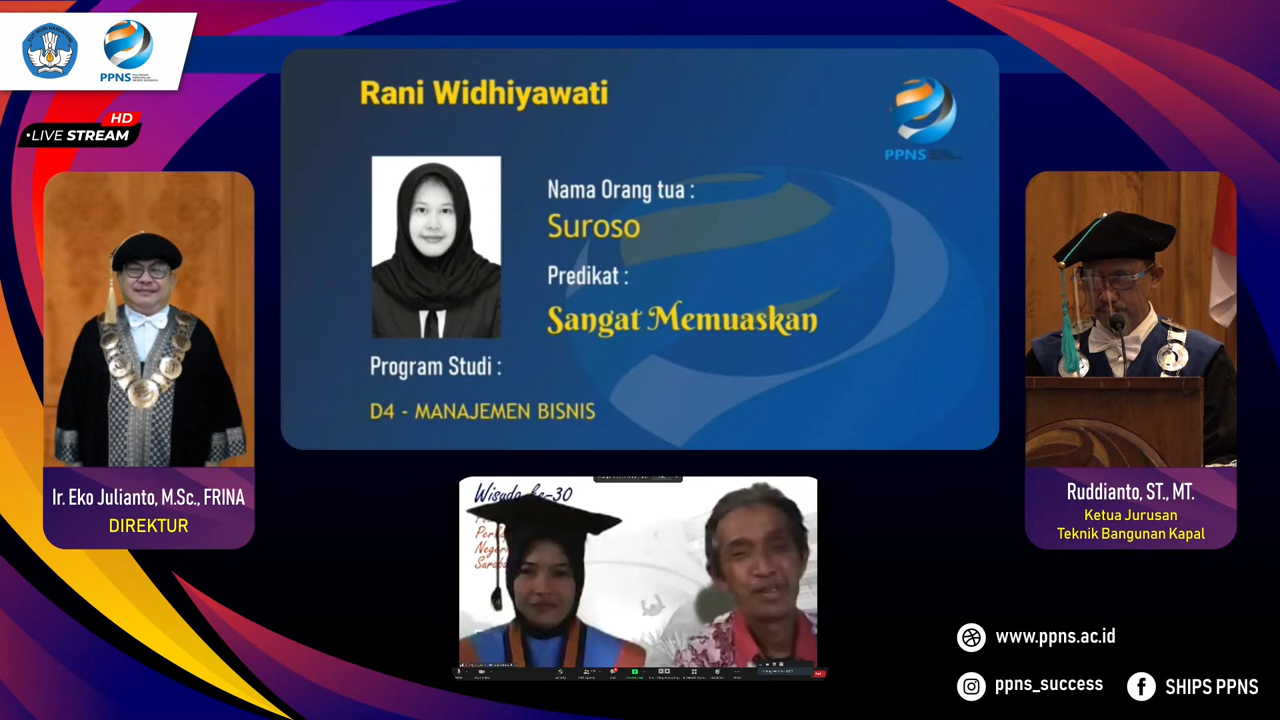 PPNS
HD
•LIVE STREAM
Rani Widhiyawati
PPNS
Nama Orang tua :
Suroso
Predikat :
Sangat Memuaskan
Program Studi :
D4 - MANAJEMEN BISNIS
Ir. Eko Julianto, M.Sc., FRINA
DIREKTUR
Ruddianto, ST., MT.
Ketua Jurusan
Teknik Bangunan Kapal
Wisuda ke-30
www.ppns.ac.id
ppns_success
SHIPS PPNS